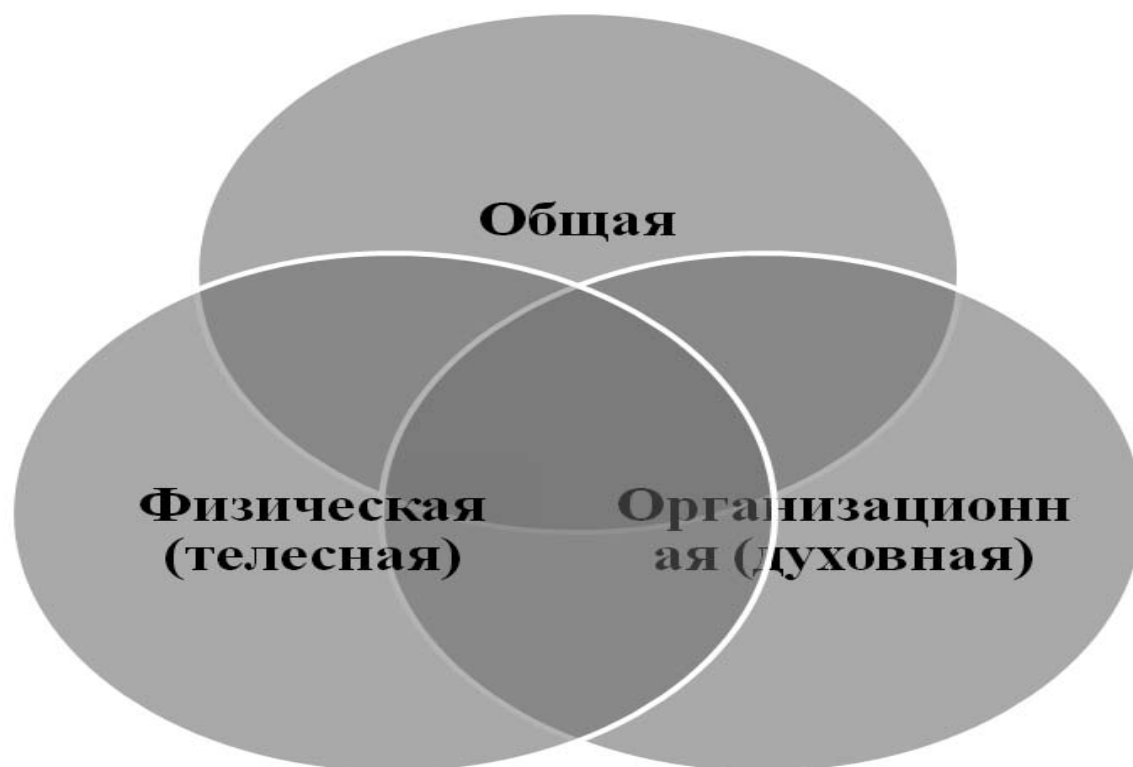 Общая
Физическая
(телесная)
Организационн
ая (духовная)